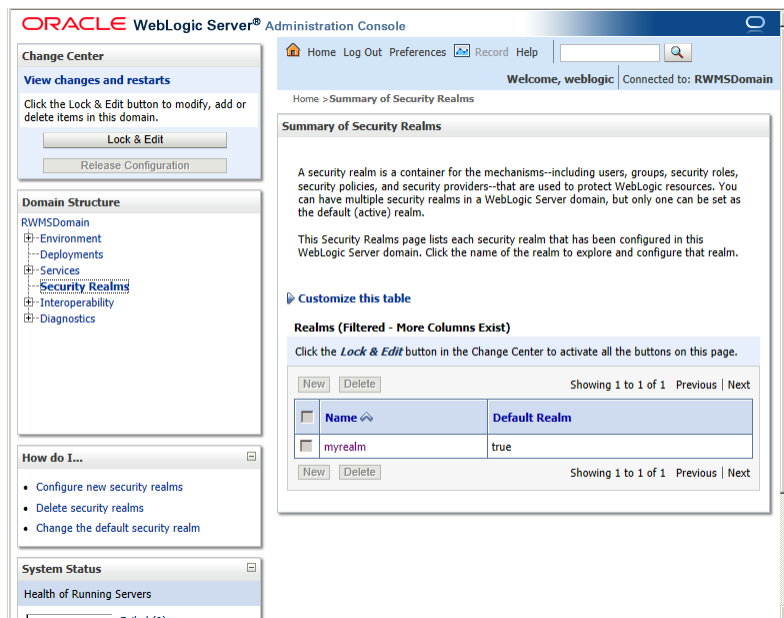 ORACLE WebLogic Server® Administration Console
Change Center
View changes and restarts
Click the Lock & Edit button to modify, add or
delete items in this domain.
Lock & Edit
Release Configuration
Domain Structure
RWMSDomain
Environment
Deployments
Services
Security Realms
Interoperability
Diagnostics
How do I...
Configure new security realms
Delete security realms
Change the default security realm
System Status
Health of Running Servers
Home Log Out Preferences Record Help
Welcome, weblogic Connected to: RWMSDomain
Home >Summary of Security Realms
Summary of Security Realms
A security realm is a container for the mechanisms--including users, groups, security roles,
security policies, and security providers--that are used to protect WebLogic resources. You
can have multiple security realms in a WebLogic Server domain, but only one can be set as
the default (active) realm.
This Security Realms page lists each security realm that has been configured in this
WebLogic Server domain. Click the name of the realm to explore and configure that realm.
Customize this table
Realms (Filtered - More Columns Exist)
Click the Lock & Edit button in the Change Center to activate all the buttons on this page.
New Delete Showing 1 to 1 of 1 Previous | Next
Name Default Realm
myrealm true
New Delete Showing 1 to 1 of 1 Previous | Next